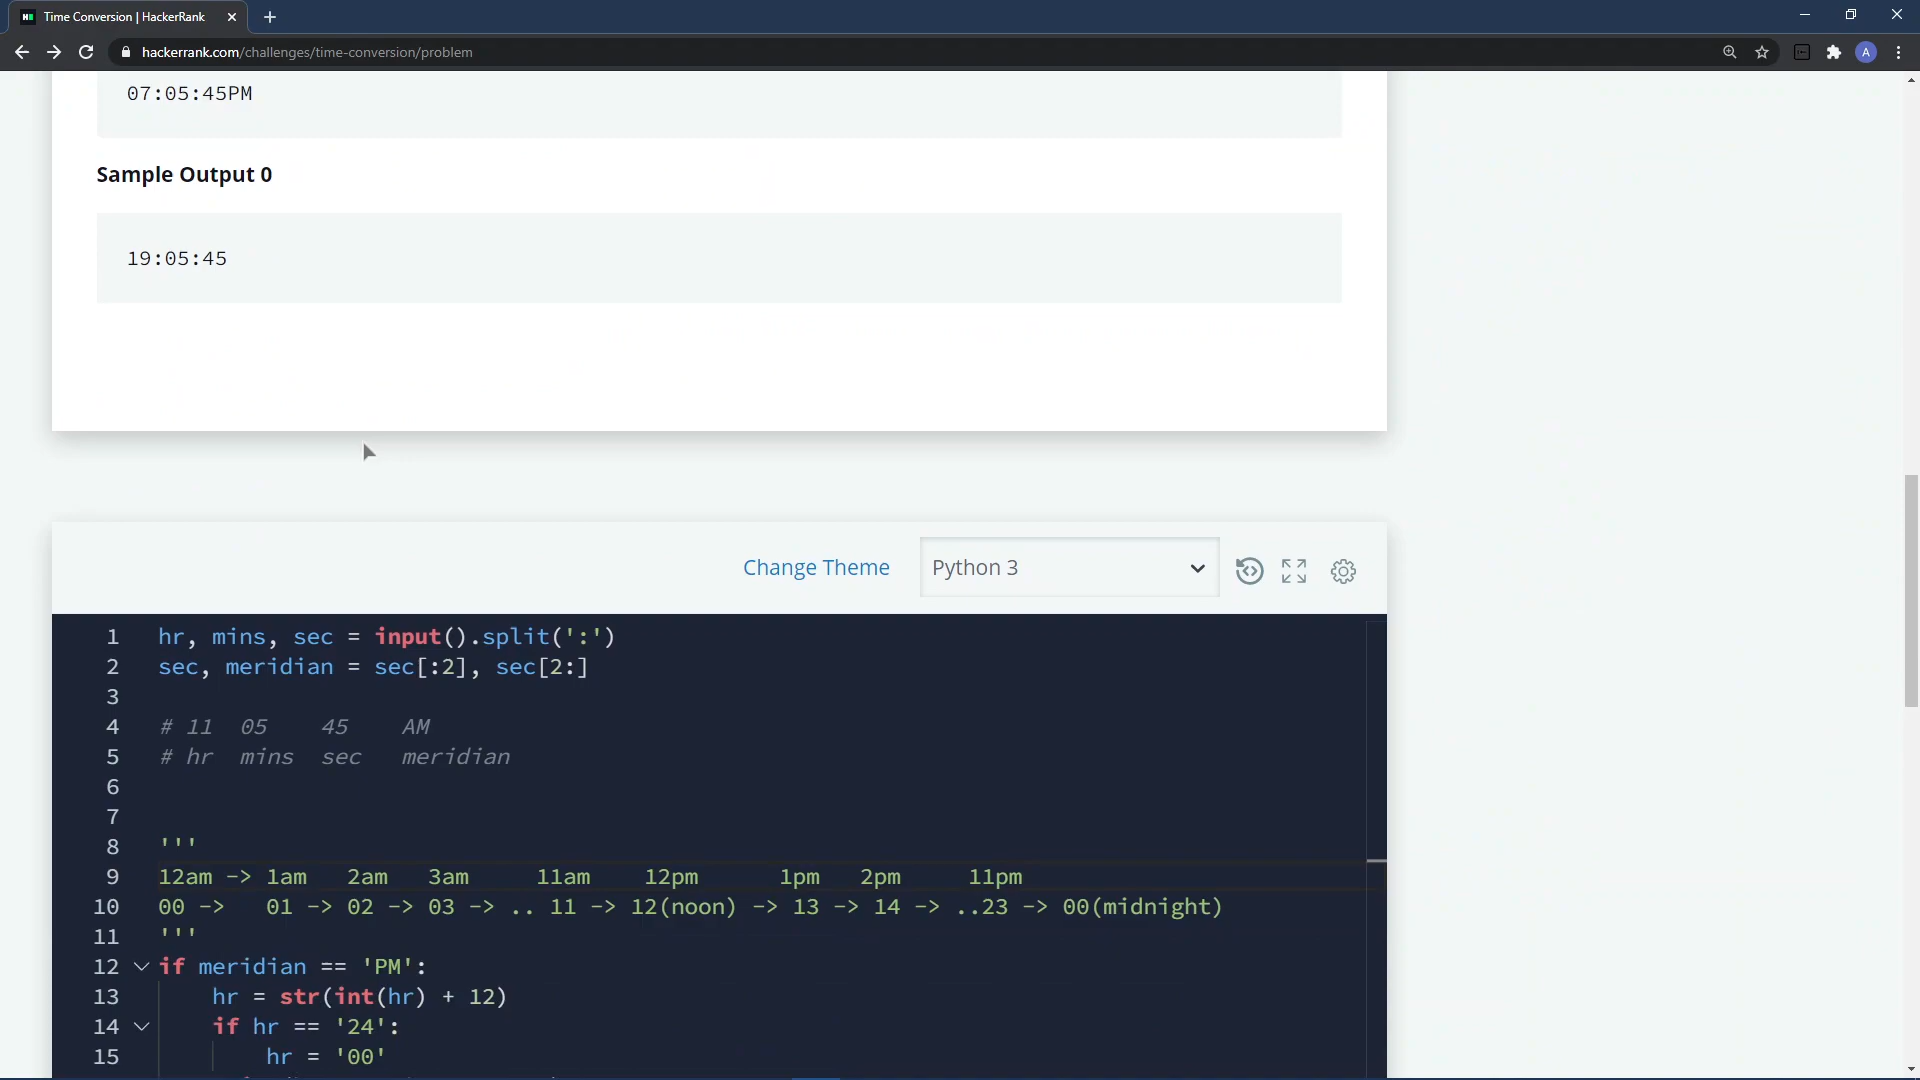 Time Conversion | HackerRank
hackerrank.com/challenges/time-conversion/problem
A
07:05:45PM
Sample Output 0
19:05:45
Change Theme
Python 3
1 hr, mins, sec = input().split(':')
2 sec, meridian = sec[:2], sec[2:]
3
4 # 11 05 45 AM
5 # hr mins sec meridian
6
7
8 '''
9 12am -> 1am 2am 3am 11am 12pm 1pm 2pm 11pm
10 00 -> 01 -> 02 -> 03 -> .. 11 -> 12(noon) -> 13 -> 14 -> ..23 -> 00(midnight)
11 '''
12 if meridian == 'PM':
13 hr = str(int(hr) + 12)
14 if hr == '24':
15 hr = '00'